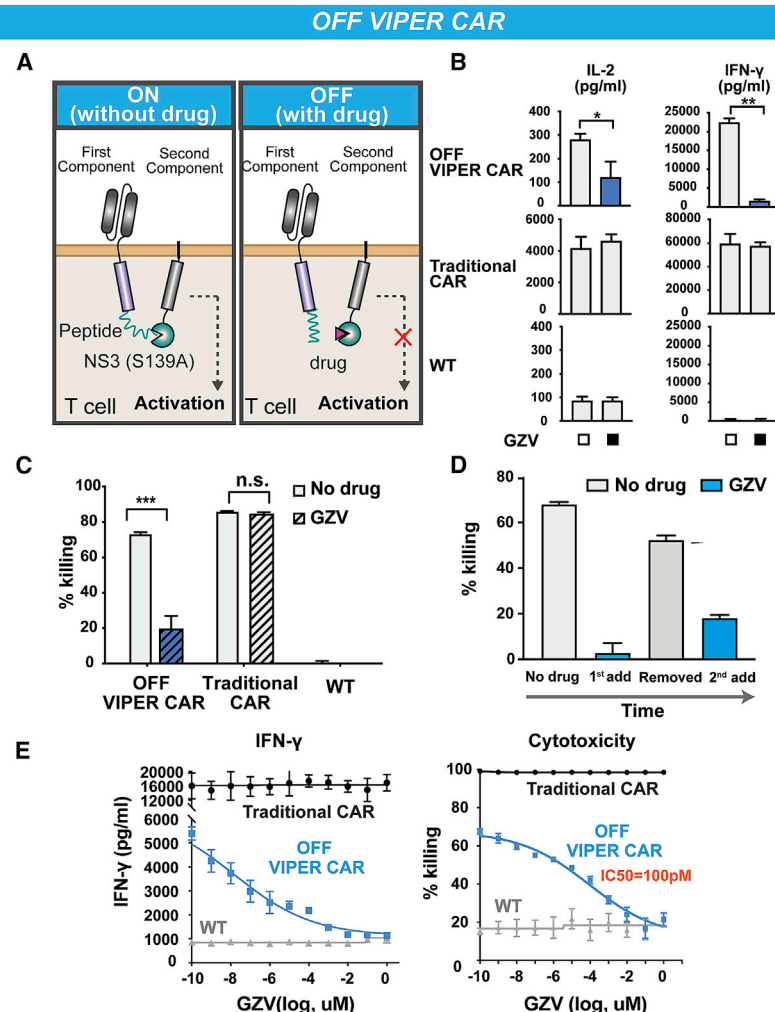 OFF VIPER CAR
A
ON
(without drug)
OFF
(with drug)
First
Component
Second
Component
First
Component
Second
Component
Peptide
NS3 (S139A)
drug
T cell
Activation
T cell
Activation
B
IL-2
(pg/ml)
IFN-γ
(pg/ml)
OFF
VIPER CAR
400
300
200
100
0
*
25000
20000
15000
10000
5000
0
**
Traditional
CAR
6000
4000
2000
0
80000
60000
40000
20000
0
WT
400
300
200
100
0
25000
20000
15000
10000
5000
0
GZV
C
% killing
100
80
60
40
20
0
***
n.s.
No drug
GZV
OFF
VIPER CAR
Traditional
CAR
WT
D
% killing
80
60
40
20
0
No drug
GZV
No drug
1st add
Removed
2nd add
Time
E
IFN-γ
IFN-γ (pg/ml)
20000
16000
12000
6000
5000
4000
3000
2000
1000
0
Traditional CAR
OFF
VIPER CAR
WT
-10
-8
-6
-4
-2
0
GZV(log, uM)
Cytotoxicity
% killing
100
80
60
40
20
0
Traditional CAR
OFF
VIPER CAR
IC50=100pM
WT
-10
-8
-6
-4
-2
0
GZV (log, uM)